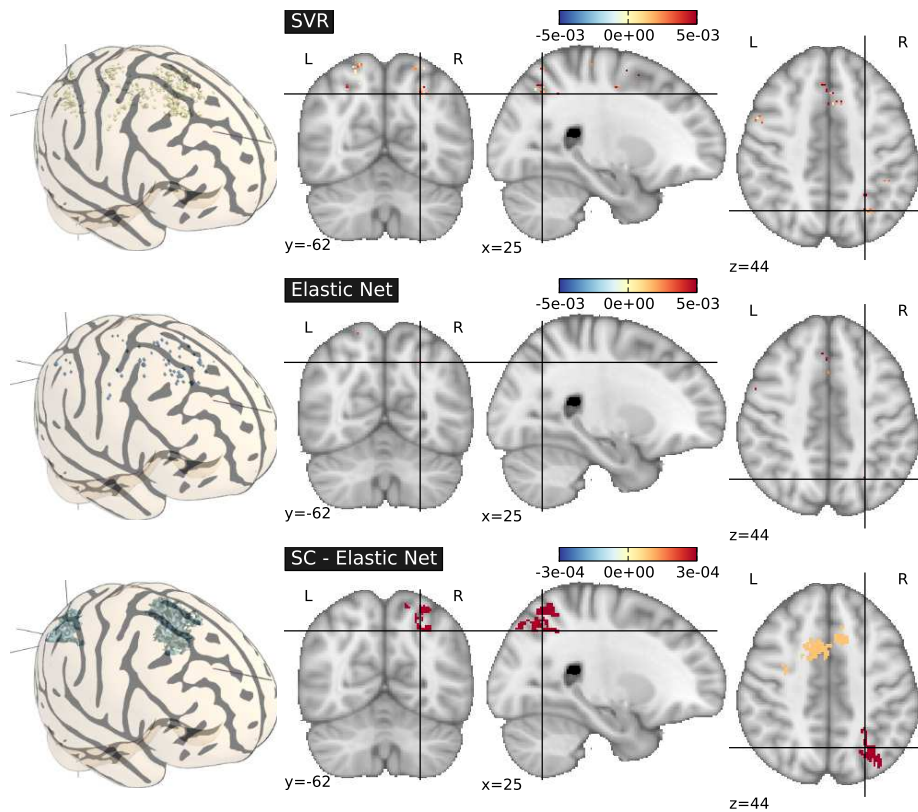 SVR
-5e-03 0e+00 5e-03
L R L R
y=-62
x=25
z=44
Elastic Net
-5e-03 0e+00 5e-03
L R L R
y=-62
x=25
z=44
SC - Elastic Net
-3e-04 0e+00 3e-04
L R L R
y=-62
x=25
z=44